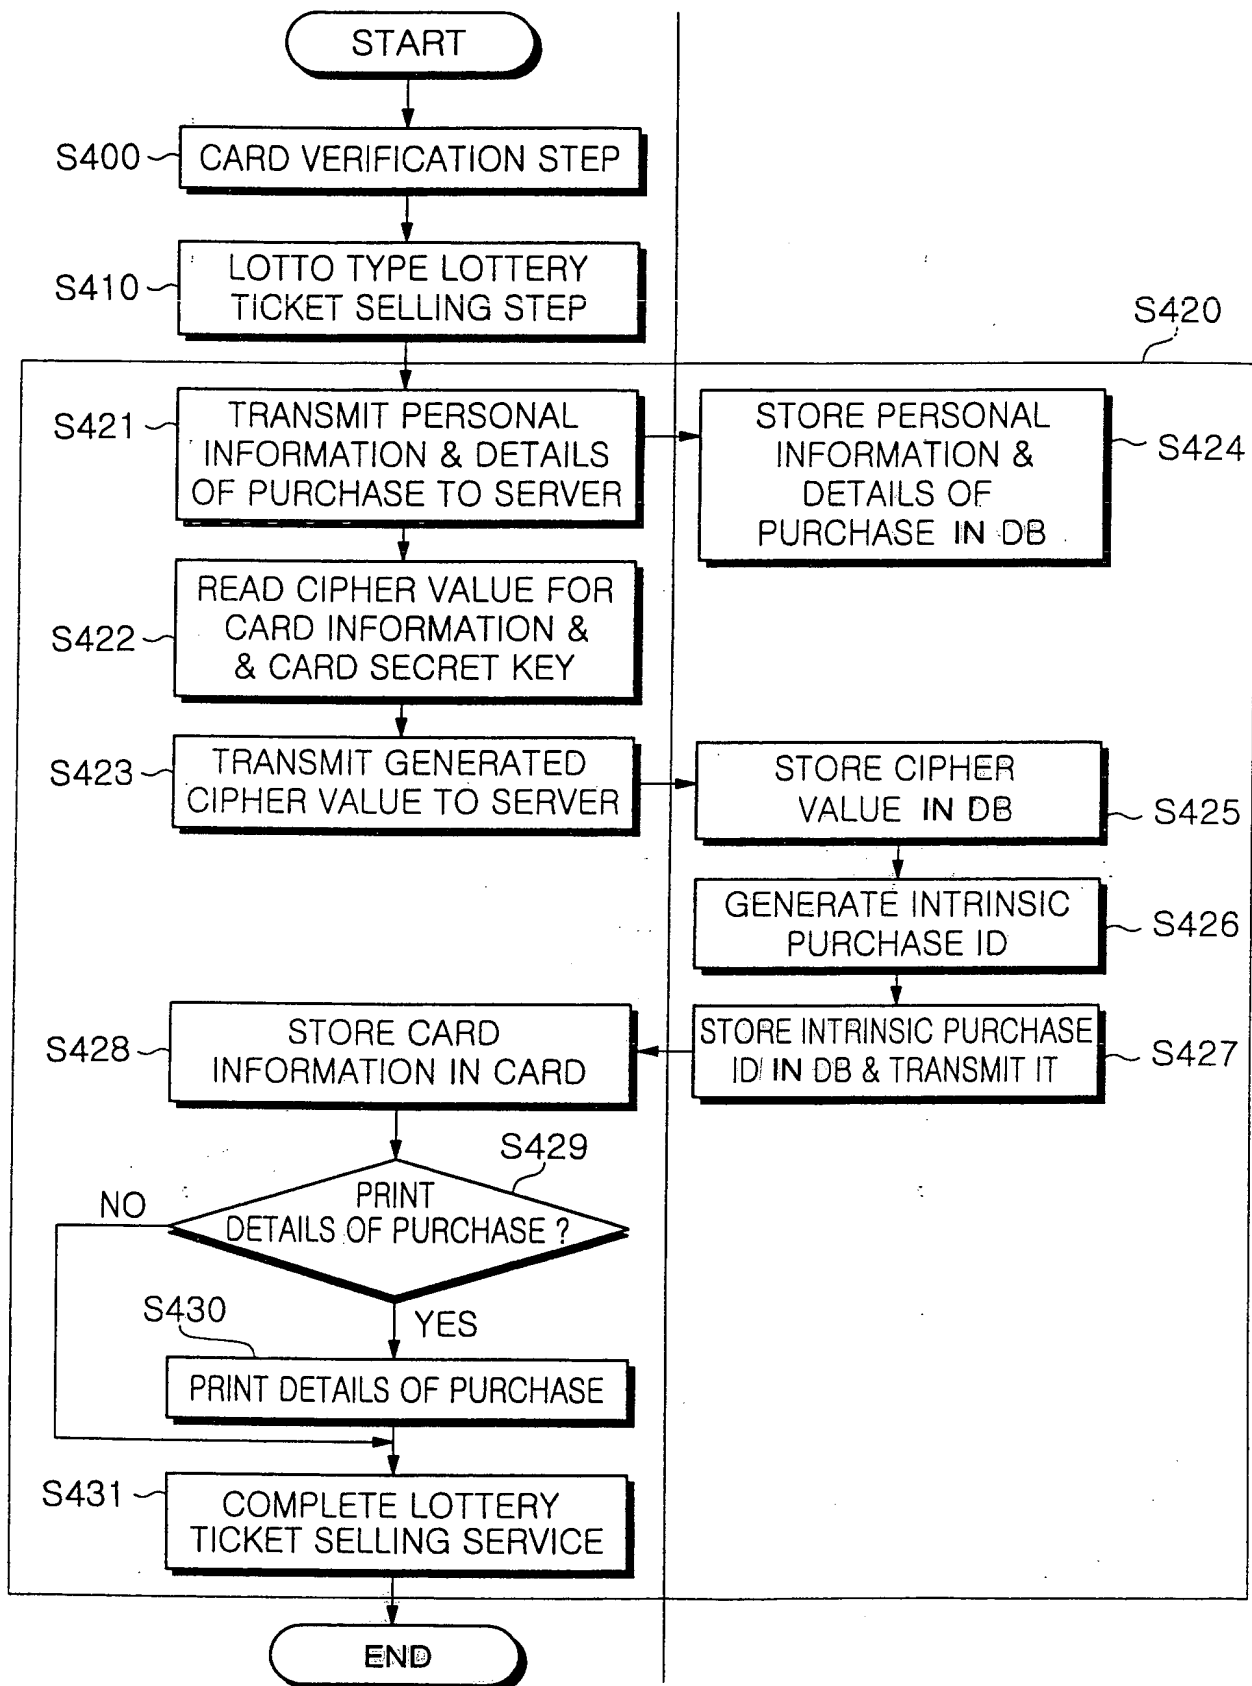 START
S400
CARD VERIFICATION STEP
S410
LOTTO TYPE LOTTERY
TICKET SELLING STEP
S420
S421
TRANSMIT PERSONAL
INFORMATION & DETAILS
OF PURCHASE TO SERVER
STORE PERSONAL
INFORMATION &
DETAILS OF
PURCHASE IN DB
S424
S422
READ CIPHER VALUE FOR
CARD INFORMATION &
& CARD SECRET KEY
S423
TRANSMIT GENERATED
CIPHER VALUE TO SERVER
STORE CIPHER
VALUE IN DB
S425
GENERATE INTRINSIC
PURCHASE ID
S426
S428
STORE CARD
INFORMATION IN CARD
STORE INTRINSIC PURCHASE
ID IN DB & TRANSMIT IT
S427
S429
PRINT
DETAILS OF PURCHASE ?
NO
YES
S430
PRINT DETAILS OF PURCHASE
S431
COMPLETE LOTTERY
TICKET SELLING SERVICE
END